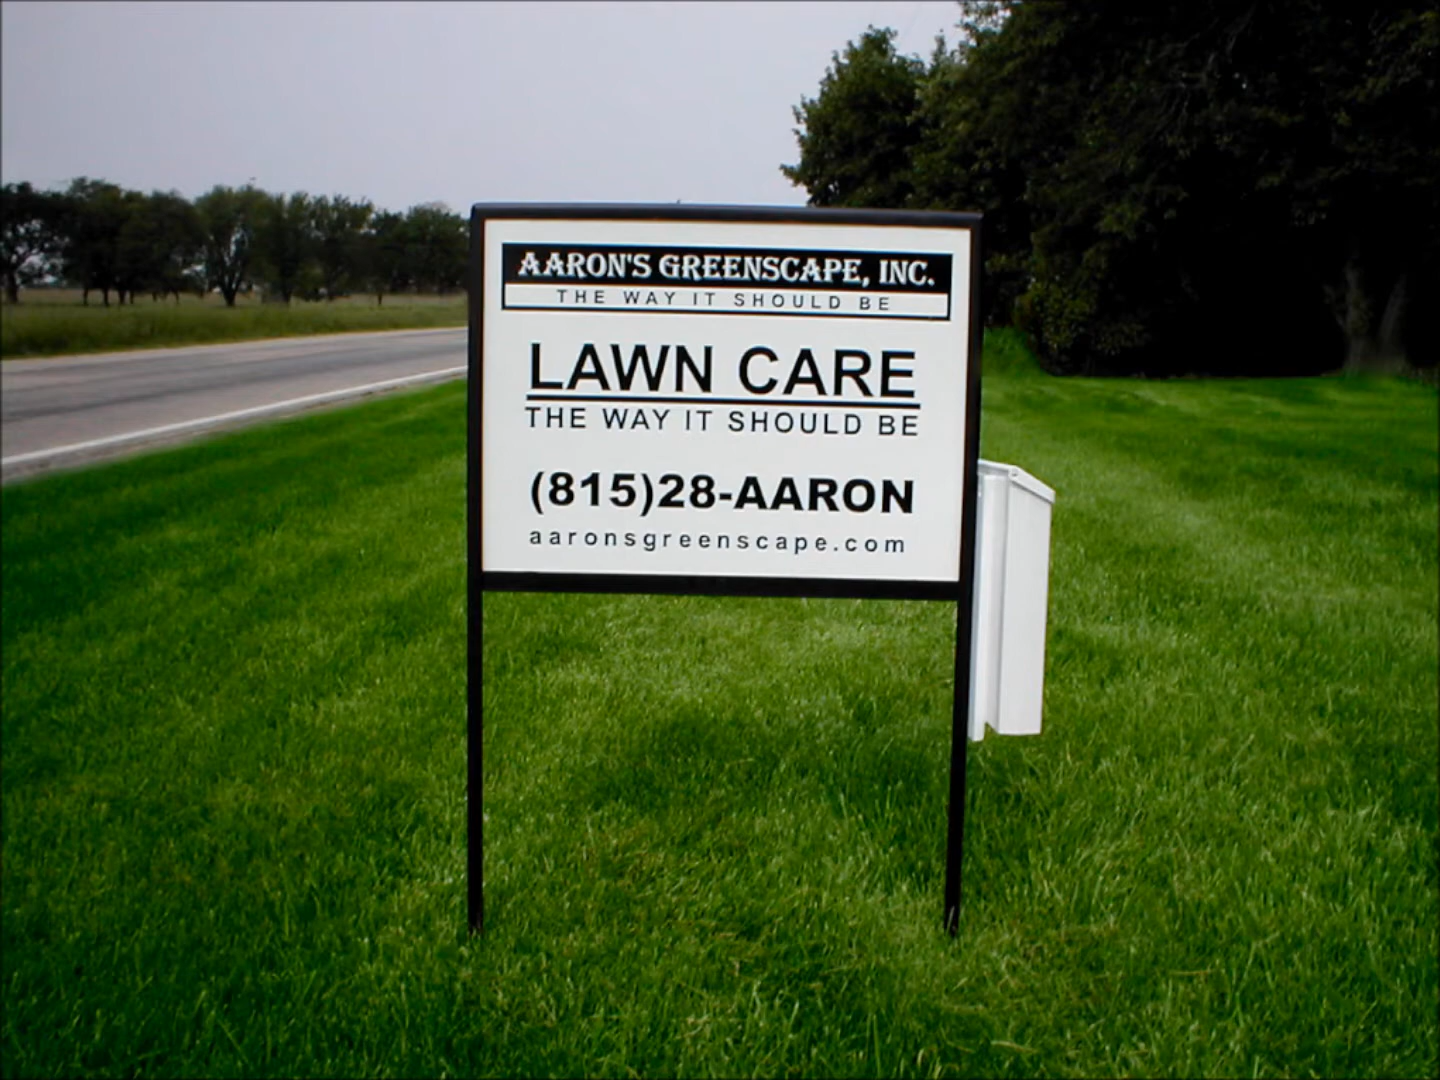 AARON'S GREENSCAPE, INC.
THE WAY IT SHOULD BE
LAWN CARE
THE WAY IT SHOULD BE
(815)28-AARON
aaronsgreenscape.com